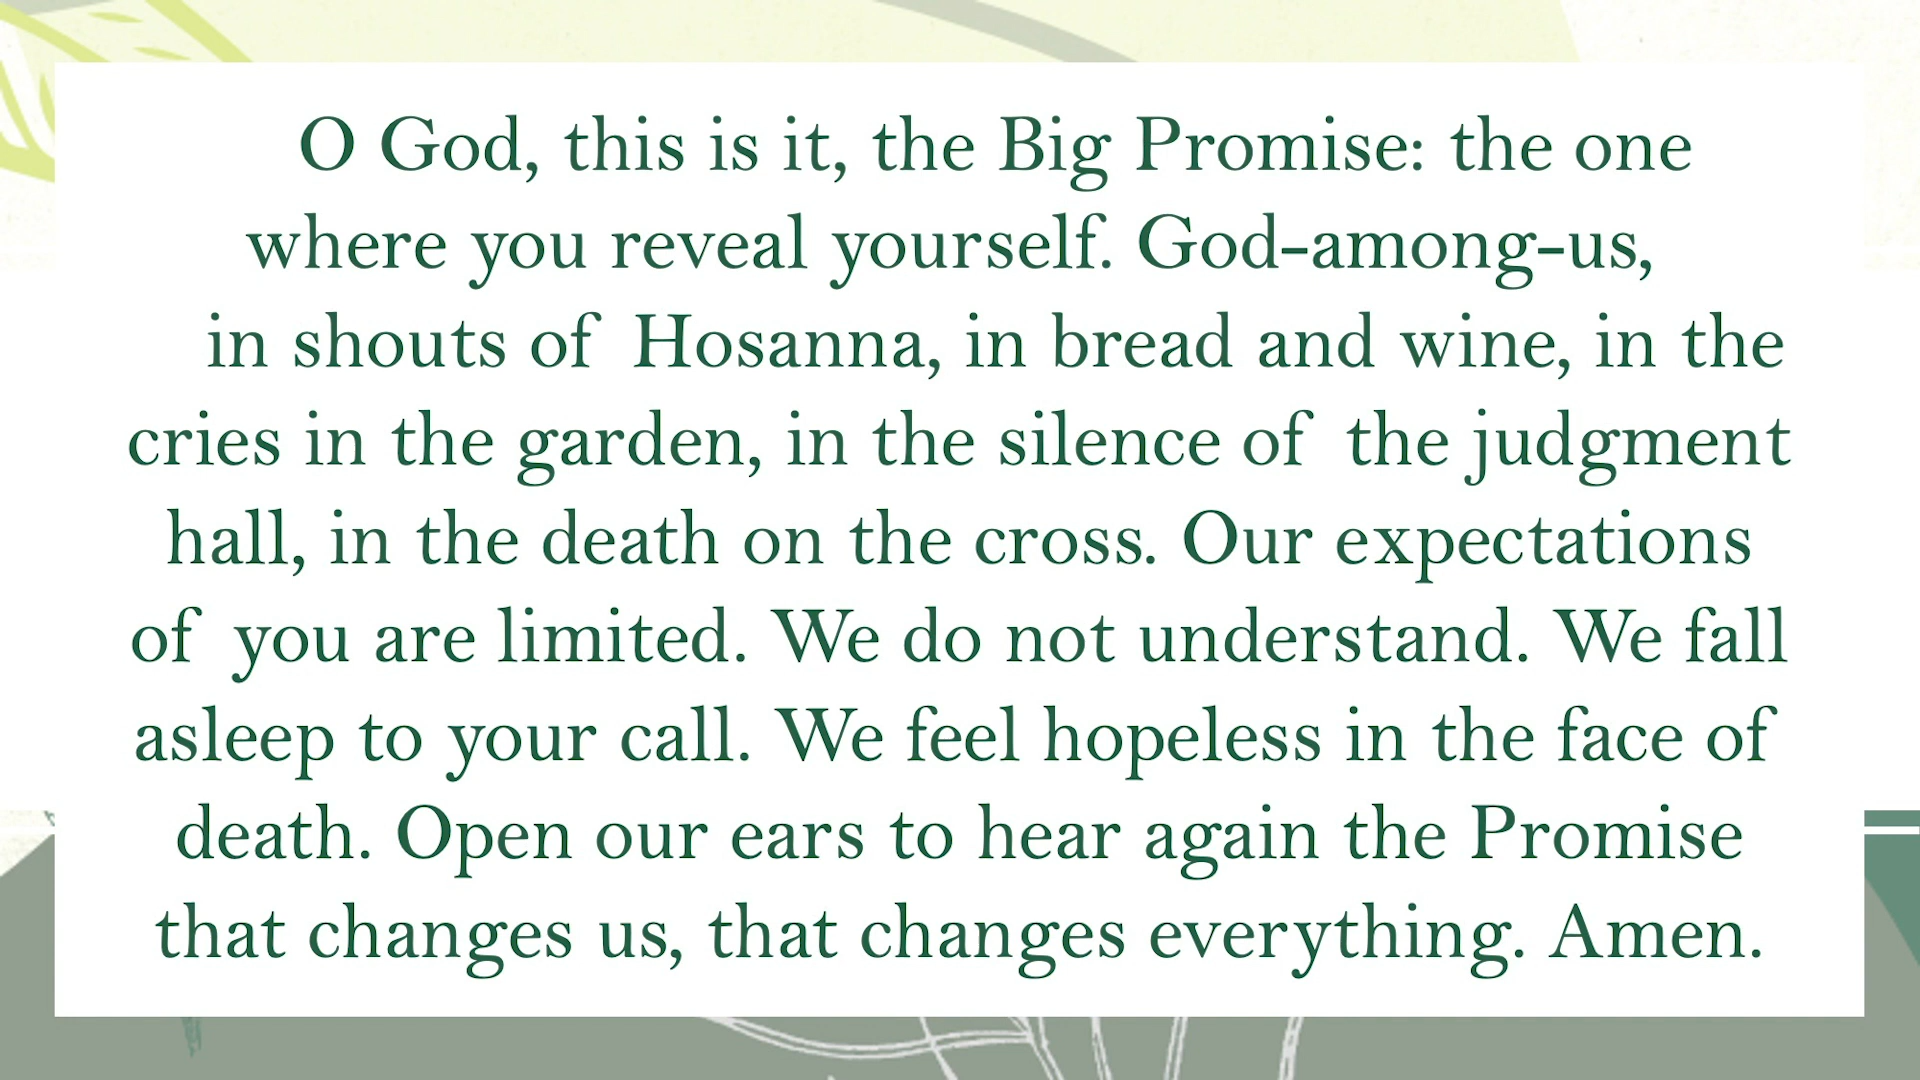 O God, this is it, the Big Promise: the one
where you reveal yourself. God-among-us,
in shouts of Hosanna, in bread and wine, in the
cries in the garden, in the silence of the judgment
hall, in the death on the cross. Our expectations
of you are limited. We do not understand. We fall
asleep to your call. We feel hopeless in the face of
death. Open our ears to hear again the Promise
that changes us, that changes everything. Amen.